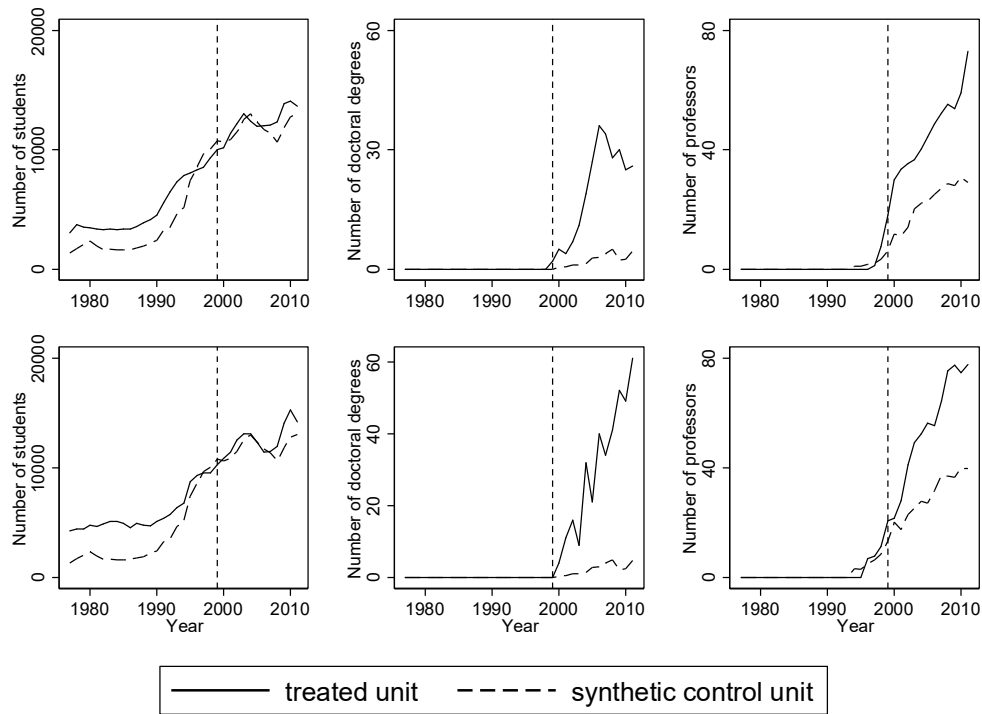 Number of students
20000
10000
0
1980 1990 2000 2010
Number of doctoral degrees
60
30
0
1980 1990 2000 2010
Number of professors
80
40
0
1980 1990 2000 2010
Number of students
20000
10000
0
1980 1990 2000 2010
Year
Number of doctoral degrees
60
40
20
0
1980 1990 2000 2010
Year
Number of professors
80
40
0
1980 1990 2000 2010
Year
treated unit synthetic control unit